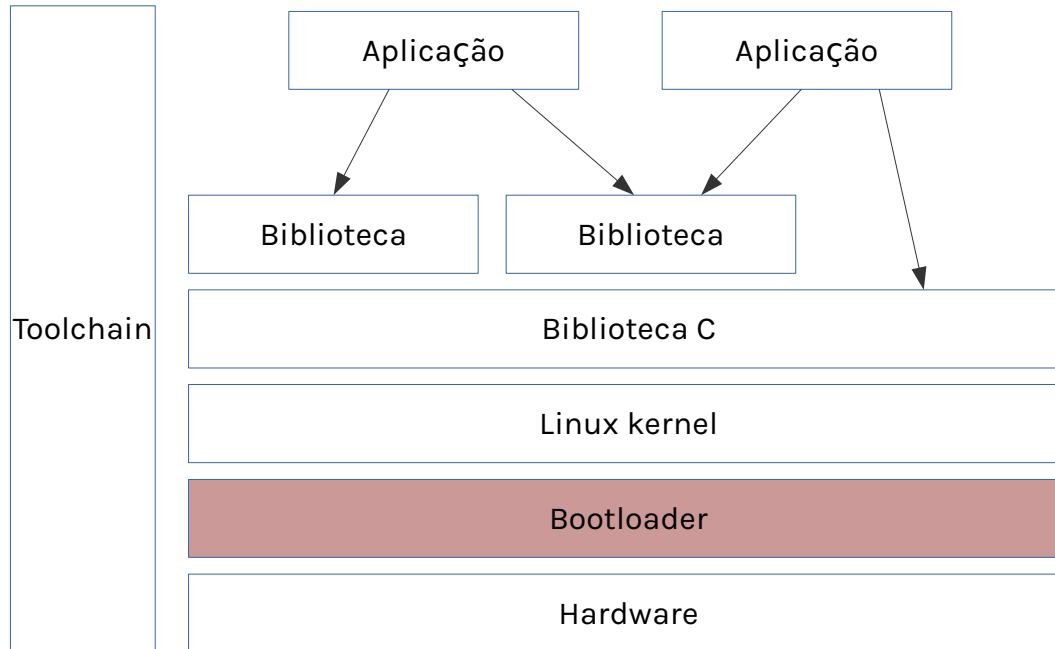 Aplicação
Aplicação
Biblioteca
Biblioteca
Toolchain
Biblioteca C
Linux kernel
Bootloader
Hardware